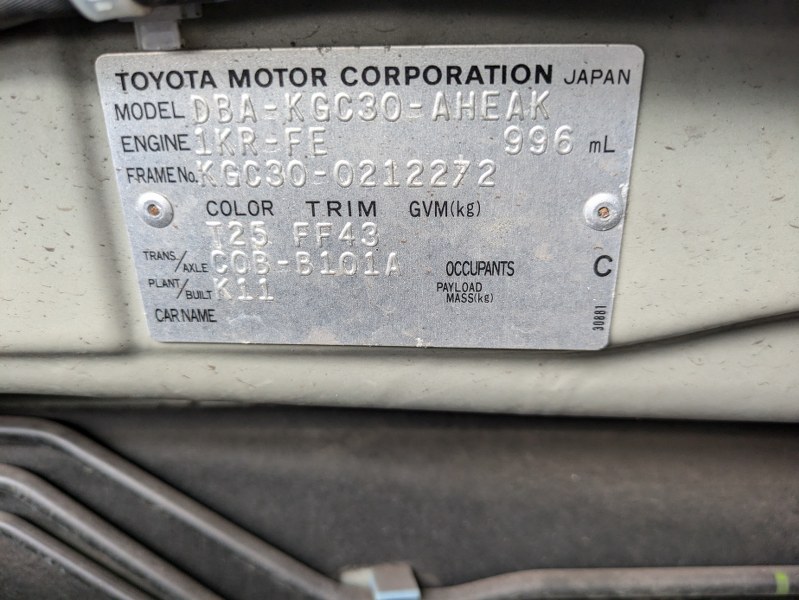 TOYOTA MOTOR CORPORATION JAPAN
MODEL DBA-KGC30-AHEAK
ENGINE 1KR-FE 996 mL
FRAME No. KGC30-0212272
COLOR TRIM GVM(kg)
T25 FF43
TRANS./AXLE C0B-B101A OCCUPANTS C
PLANT/BUILT K11 PAYLOAD MASS(kg)
CAR NAME
30881